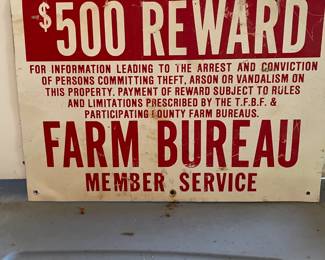 $500 REWARD
FOR INFORMATION LEADING TO THE ARREST AND CONVICTION
OF PERSONS COMMITTING THEFT, ARSON OR VANDALISM ON
THIS PROPERTY. PAYMENT OF REWARD SUBJECT TO RULES
AND LIMITATIONS PRESCRIBED BY THE T.F.B.F. &
PARTICIPATING COUNTY FARM BUREAUS.
FARM BUREAU
MEMBER SERVICE